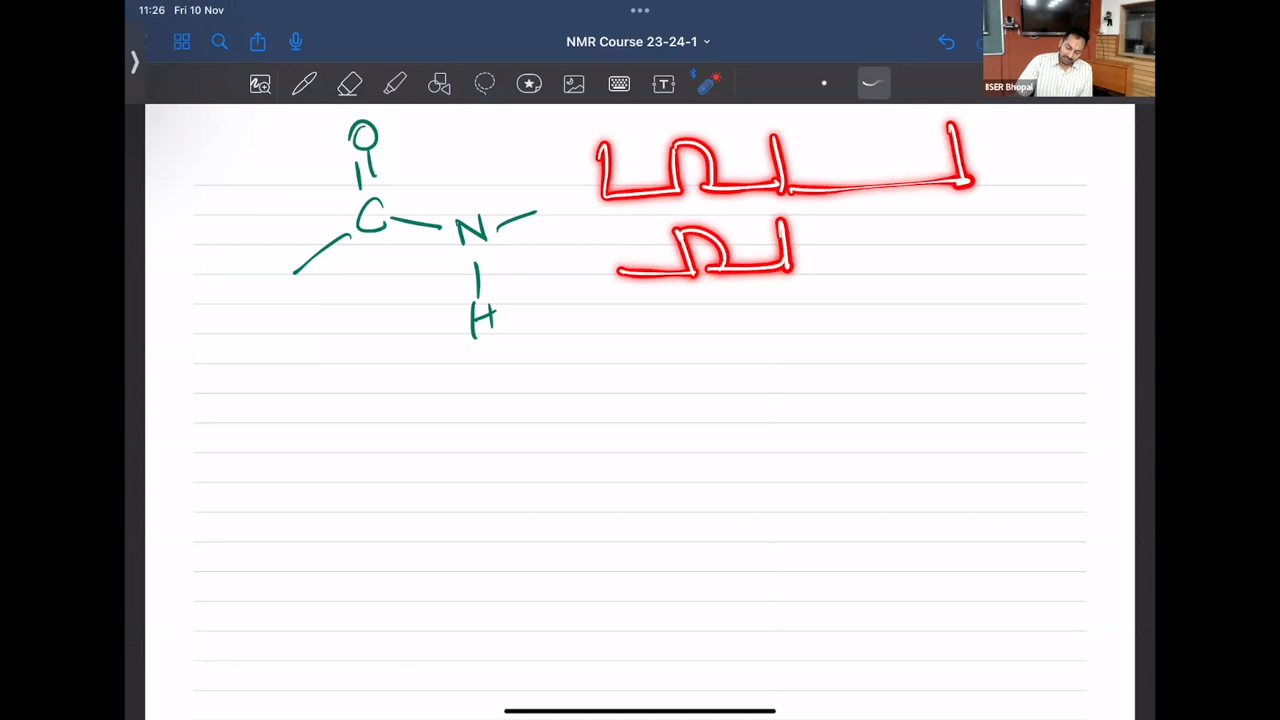 11:26 Fri 10 Nov
NMR Course 23-24-1
IISER Bhopal
O
C N
H